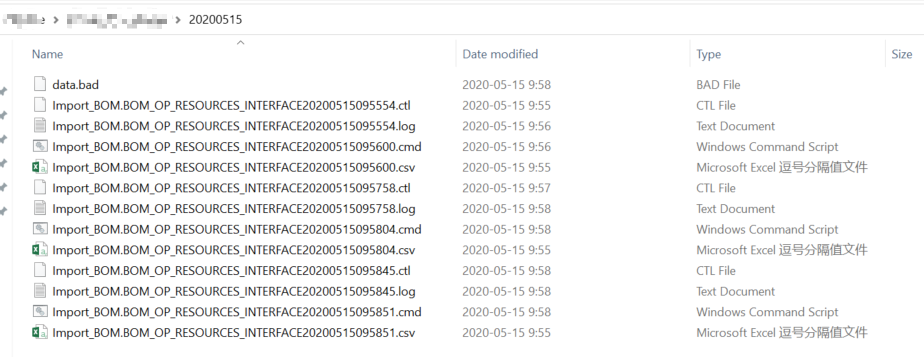 20200515
Name Date modified Type Size
data.bad 2020-05-15 9:58 BAD File
Import_BOM.BOM_OP_RESOURCES_INTERFACE20200515095554.ctl 2020-05-15 9:55 CTL File
Import_BOM.BOM_OP_RESOURCES_INTERFACE20200515095554.log 2020-05-15 9:56 Text Document
Import_BOM.BOM_OP_RESOURCES_INTERFACE20200515095600.cmd 2020-05-15 9:56 Windows Command Script
Import_BOM.BOM_OP_RESOURCES_INTERFACE20200515095600.csv 2020-05-15 9:55 Microsoft Excel 逗号分隔值文件
Import_BOM.BOM_OP_RESOURCES_INTERFACE20200515095758.ctl 2020-05-15 9:57 CTL File
Import_BOM.BOM_OP_RESOURCES_INTERFACE20200515095758.log 2020-05-15 9:58 Text Document
Import_BOM.BOM_OP_RESOURCES_INTERFACE20200515095804.cmd 2020-05-15 9:58 Windows Command Script
Import_BOM.BOM_OP_RESOURCES_INTERFACE20200515095804.csv 2020-05-15 9:55 Microsoft Excel 逗号分隔值文件
Import_BOM.BOM_OP_RESOURCES_INTERFACE20200515095845.ctl 2020-05-15 9:58 CTL File
Import_BOM.BOM_OP_RESOURCES_INTERFACE20200515095845.log 2020-05-15 9:58 Text Document
Import_BOM.BOM_OP_RESOURCES_INTERFACE20200515095851.cmd 2020-05-15 9:58 Windows Command Script
Import_BOM.BOM_OP_RESOURCES_INTERFACE20200515095851.csv 2020-05-15 9:55 Microsoft Excel 逗号分隔值文件